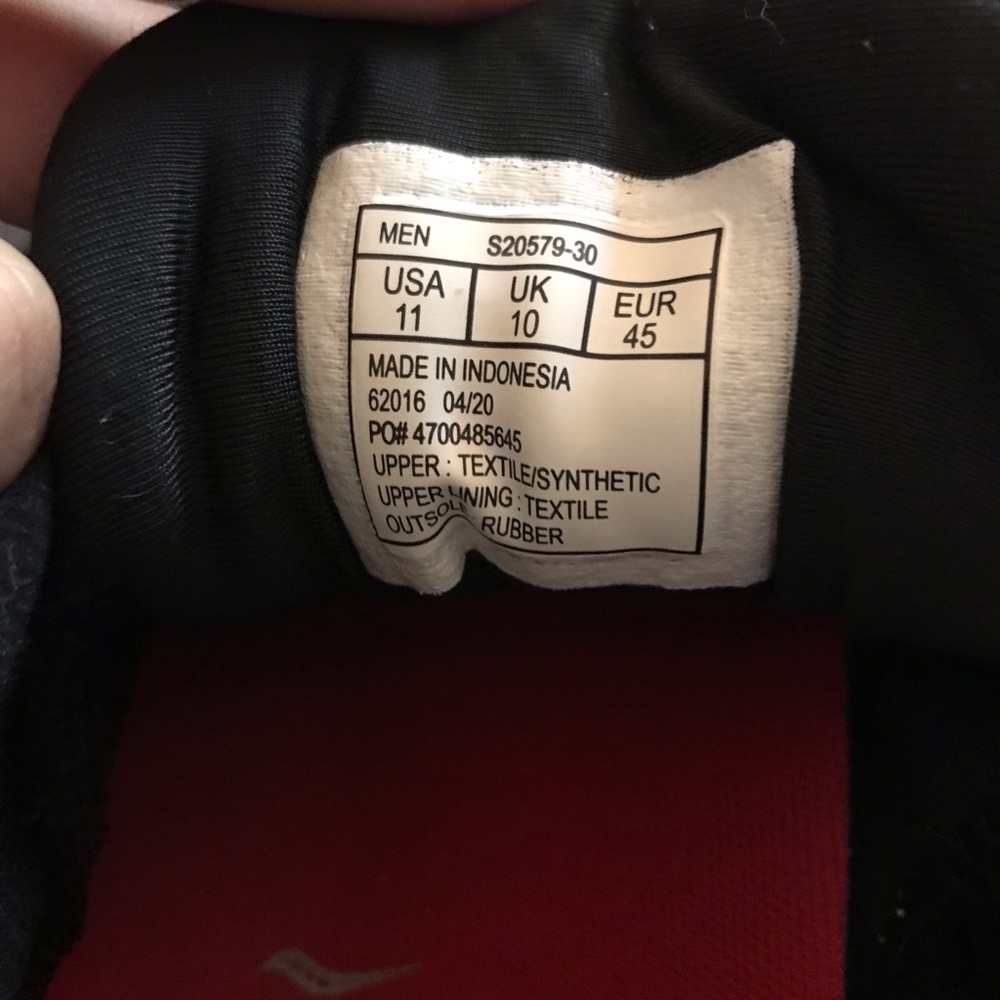 MEN S20579-30
USA UK EUR
11 10 45
MADE IN INDONESIA
62016 04/20
PO# 4700485645
UPPER : TEXTILE/SYNTHETIC
UPPER LINING : TEXTILE
OUTSOLE RUBBER